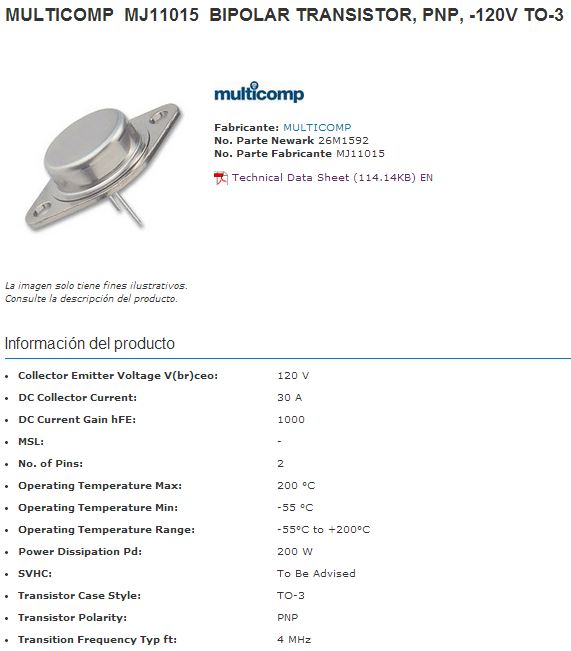 MULTICOMP MJ11015 BIPOLAR TRANSISTOR, PNP, -120V TO-3
multicomp
Fabricante: MULTICOMP
No. Parte Newark 26M1592
No. Parte Fabricante MJ11015
Technical Data Sheet (114.14KB) EN
La imagen solo tiene fines ilustrativos.
Consulte la descripción del producto.
Información del producto
• Collector Emitter Voltage V(br)ceo: 120 V
• DC Collector Current: 30 A
• DC Current Gain hFE: 1000
• MSL: -
• No. of Pins: 2
• Operating Temperature Max: 200 °C
• Operating Temperature Min: -55 °C
• Operating Temperature Range: -55°C to +200°C
• Power Dissipation Pd: 200 W
• SVHC: To Be Advised
• Transistor Case Style: TO-3
• Transistor Polarity: PNP
• Transition Frequency Typ ft: 4 MHz